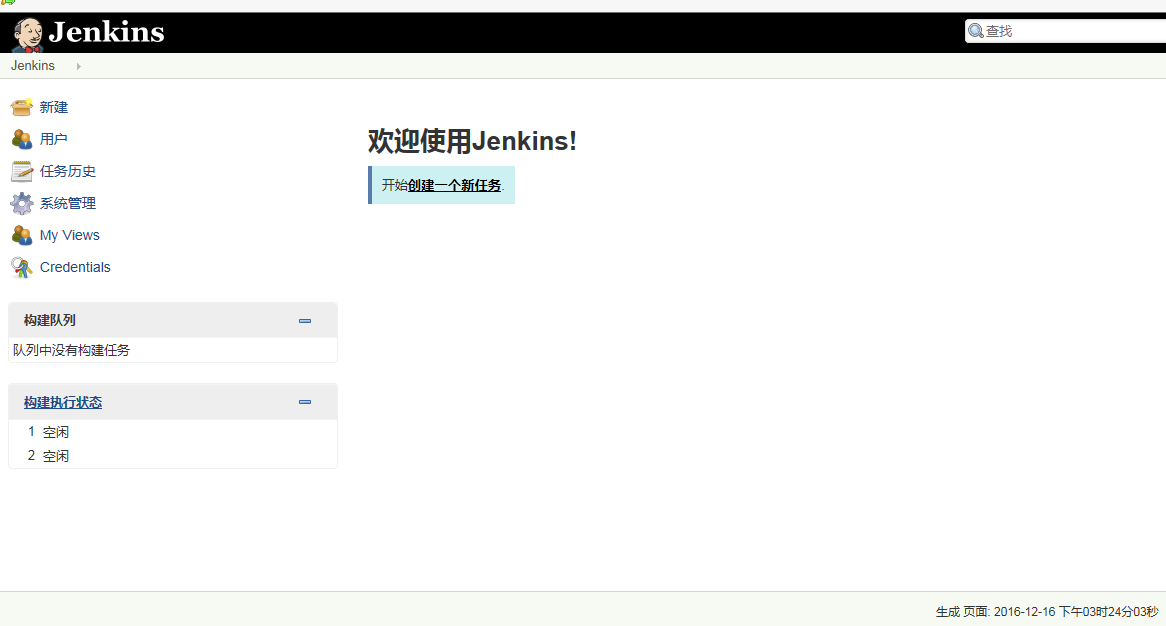 Jenkins
查找
Jenkins
新建
用户
任务历史
系统管理
My Views
Credentials
欢迎使用Jenkins!
开始创建一个新任务.
构建队列
队列中没有构建任务
构建执行状态
1 空闲
2 空闲
生成 页面: 2016-12-16 下午03时24分03秒